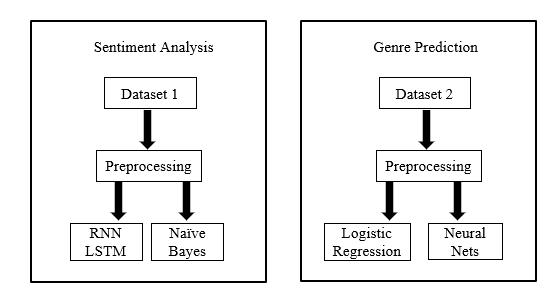 Sentiment Analysis
Dataset 1
Preprocessing
RNN
LSTM
Naïve
Bayes
Genre Prediction
Dataset 2
Preprocessing
Logistic
Regression
Neural
Nets